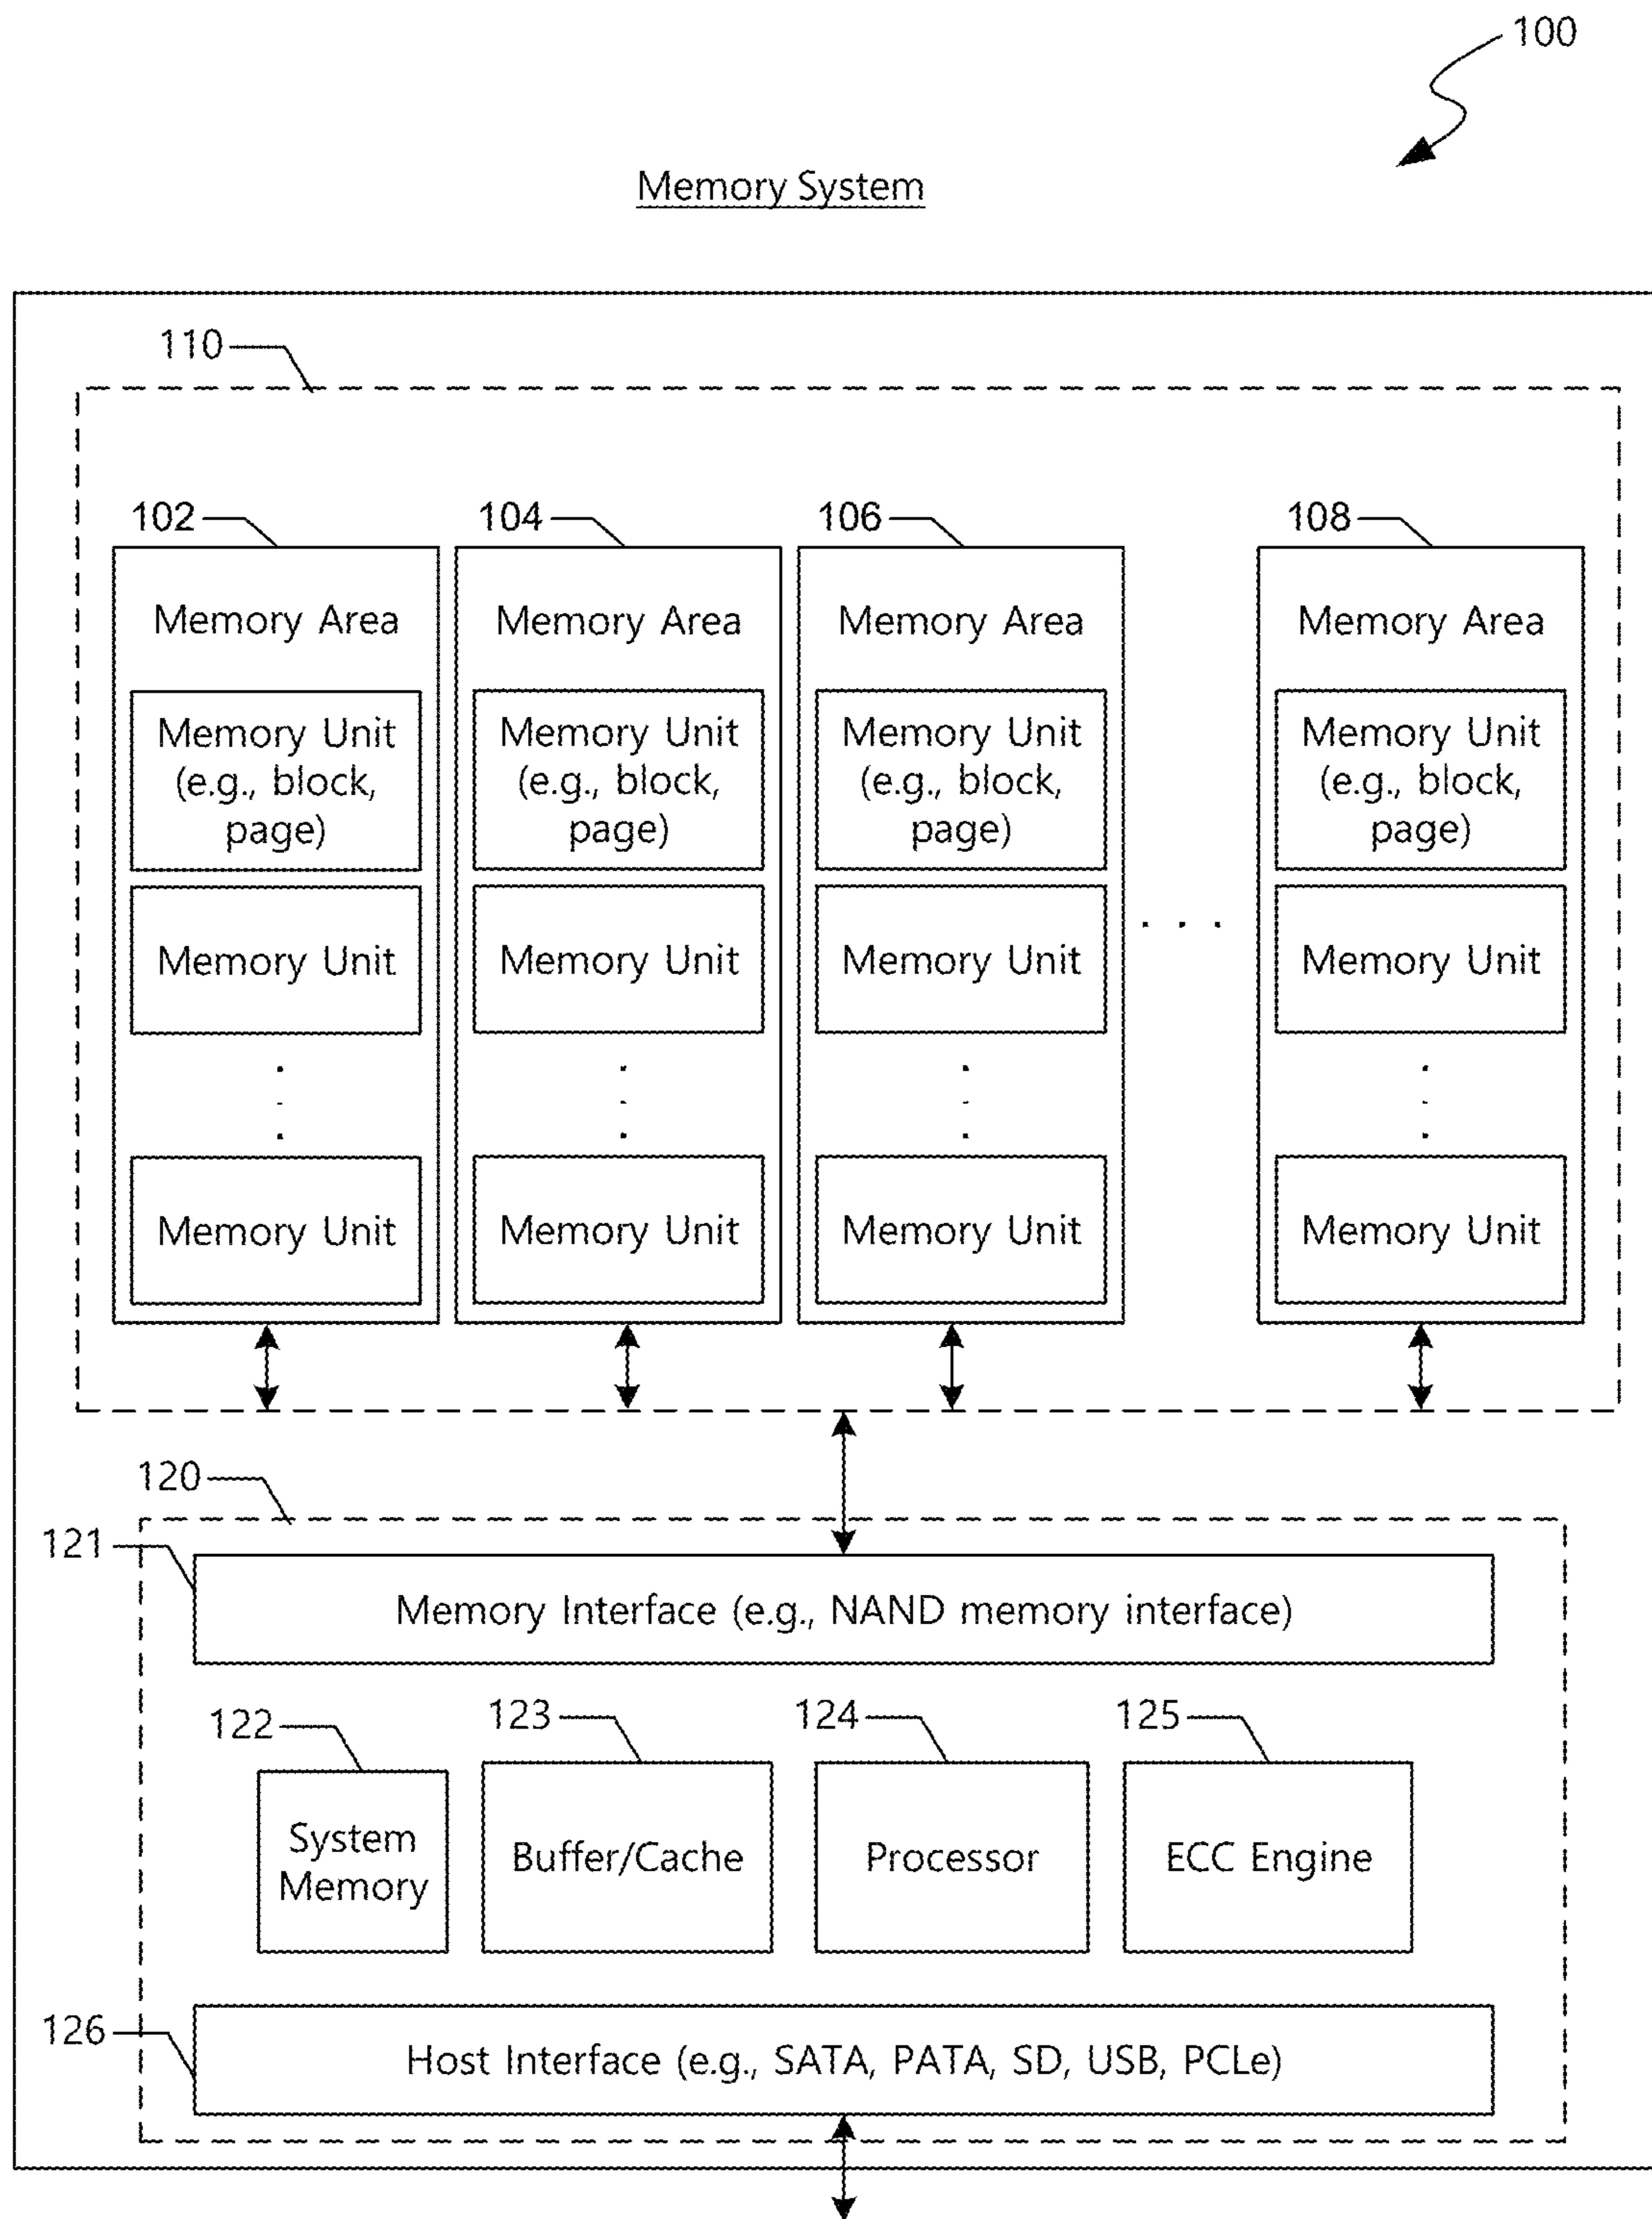 100
Memory System
110
102 104 106 108
Memory Area Memory Area Memory Area Memory Area
Memory Unit Memory Unit Memory Unit Memory Unit
(e.g., block, (e.g., block, (e.g., block, (e.g., block,
page) page) page) page)
Memory Unit Memory Unit Memory Unit . . . Memory Unit
Memory Unit Memory Unit Memory Unit Memory Unit
120
121
Memory Interface (e.g., NAND memory interface)
122 123 124 125
System
Memory
Buffer/Cache Processor ECC Engine
126
Host Interface (e.g., SATA, PATA, SD, USB, PCLe)